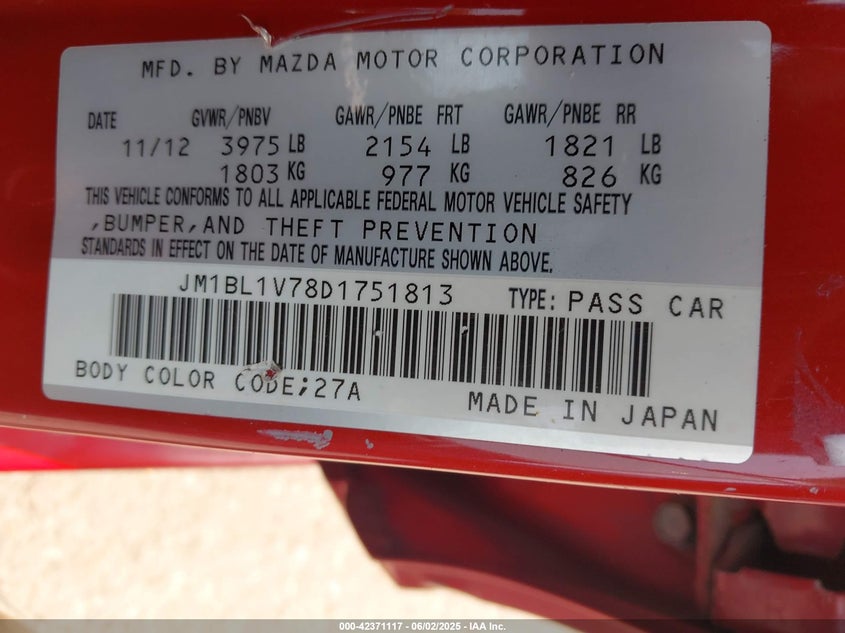 MFD. BY MAZDA MOTOR CORPORATION
DATE GVWR/PNBV GAWR/PNBE FRT GAWR/PNBE RR
11/12 3975 LB 2154 LB 1821 LB
1803 KG 977 KG 826 KG
THIS VEHICLE CONFORMS TO ALL APPLICABLE FEDERAL MOTOR VEHICLE SAFETY
,BUMPER,AND THEFT PREVENTION
STANDARDS IN EFFECT ON THE DATE OF MANUFACTURE SHOWN ABOVE.
JM1BL1V78D1751813 TYPE: PASS CAR
BODY COLOR CODE;27A
MADE IN JAPAN
000-42371117 - 06/02/2025 - IAA Inc.